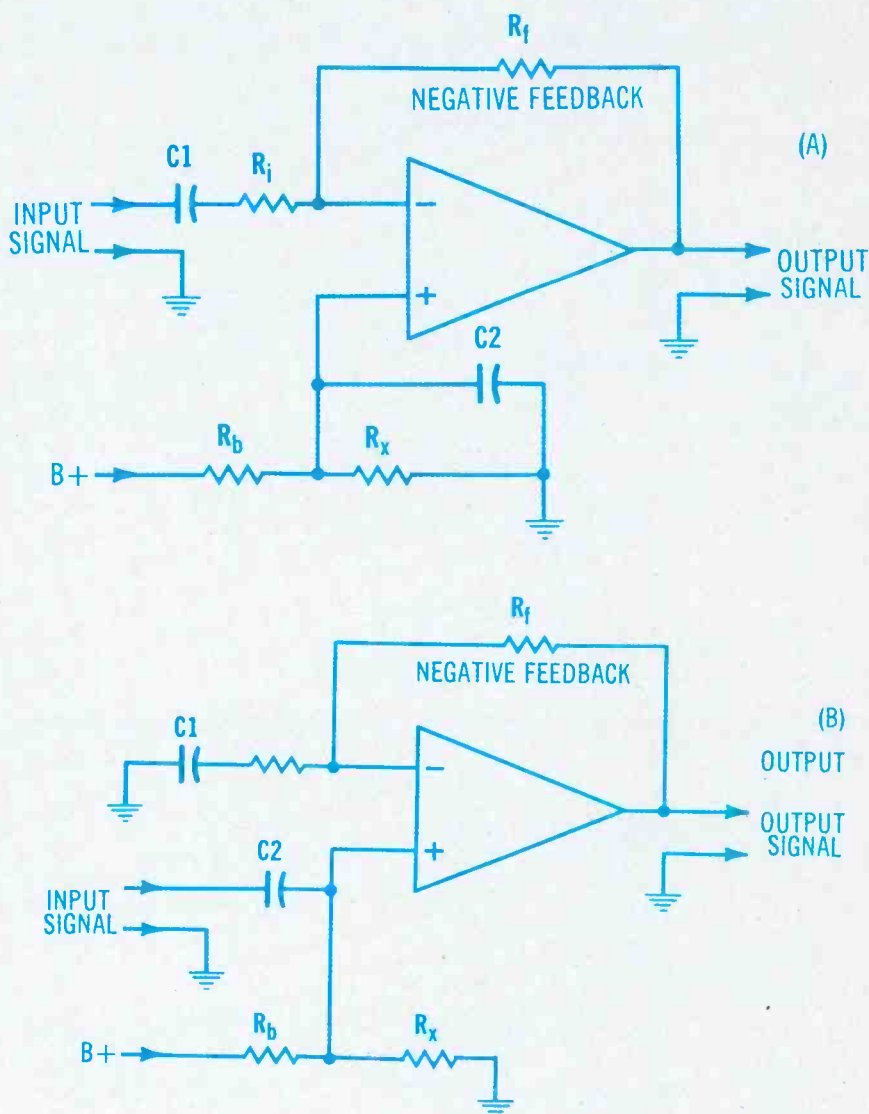 Rf
NEGATIVE FEEDBACK
(A)
C1
Ri
INPUT
SIGNAL
−
+
OUTPUT
SIGNAL
C2
Rb
Rx
B+
Rf
NEGATIVE FEEDBACK
(B)
C1
OUTPUT
−
OUTPUT
SIGNAL
C2
+
INPUT
SIGNAL
Rb
Rx
B+